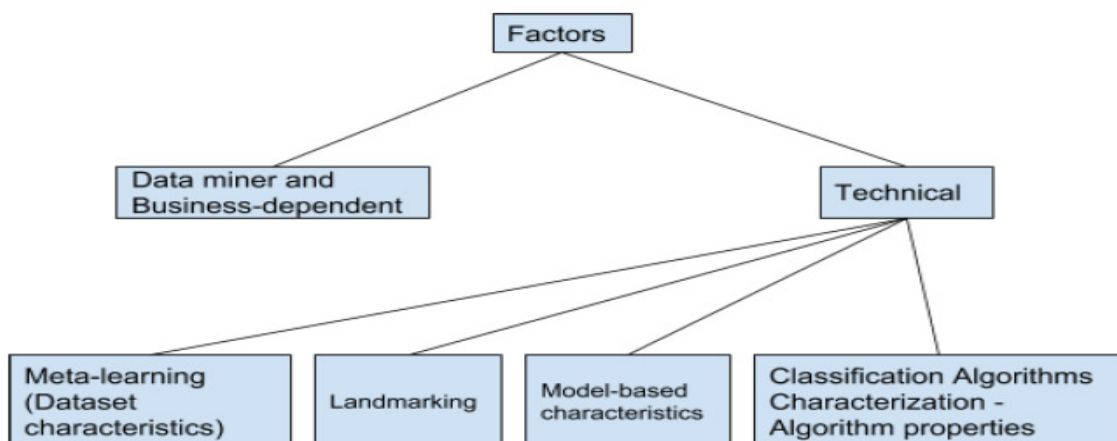 Factors
Data miner and
Business-dependent
Technical
Meta-learning
(Dataset
characteristics)
Landmarking
Model-based
characteristics
Classification Algorithms
Characterization -
Algorithm properties